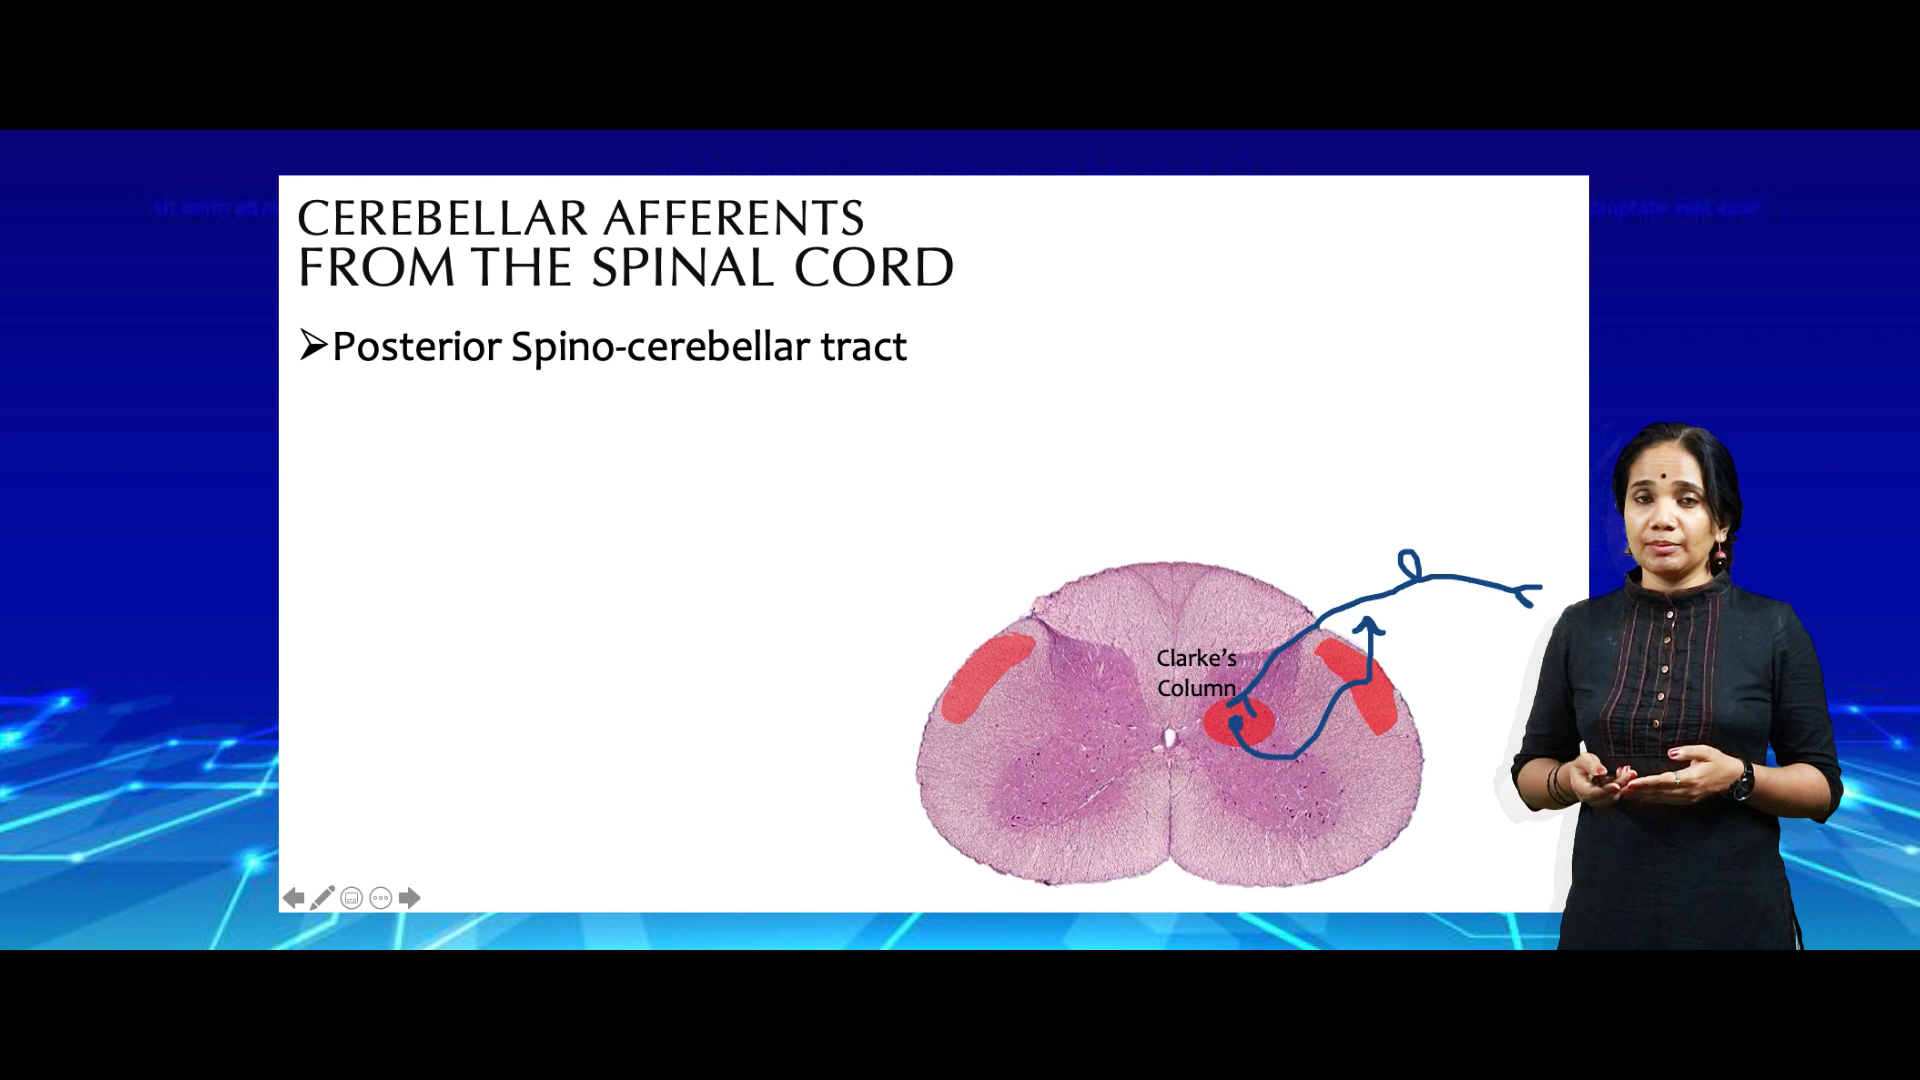 CEREBELLAR AFFERENTS
FROM THE SPINAL CORD
➢Posterior Spino-cerebellar tract
Clarke's
Column